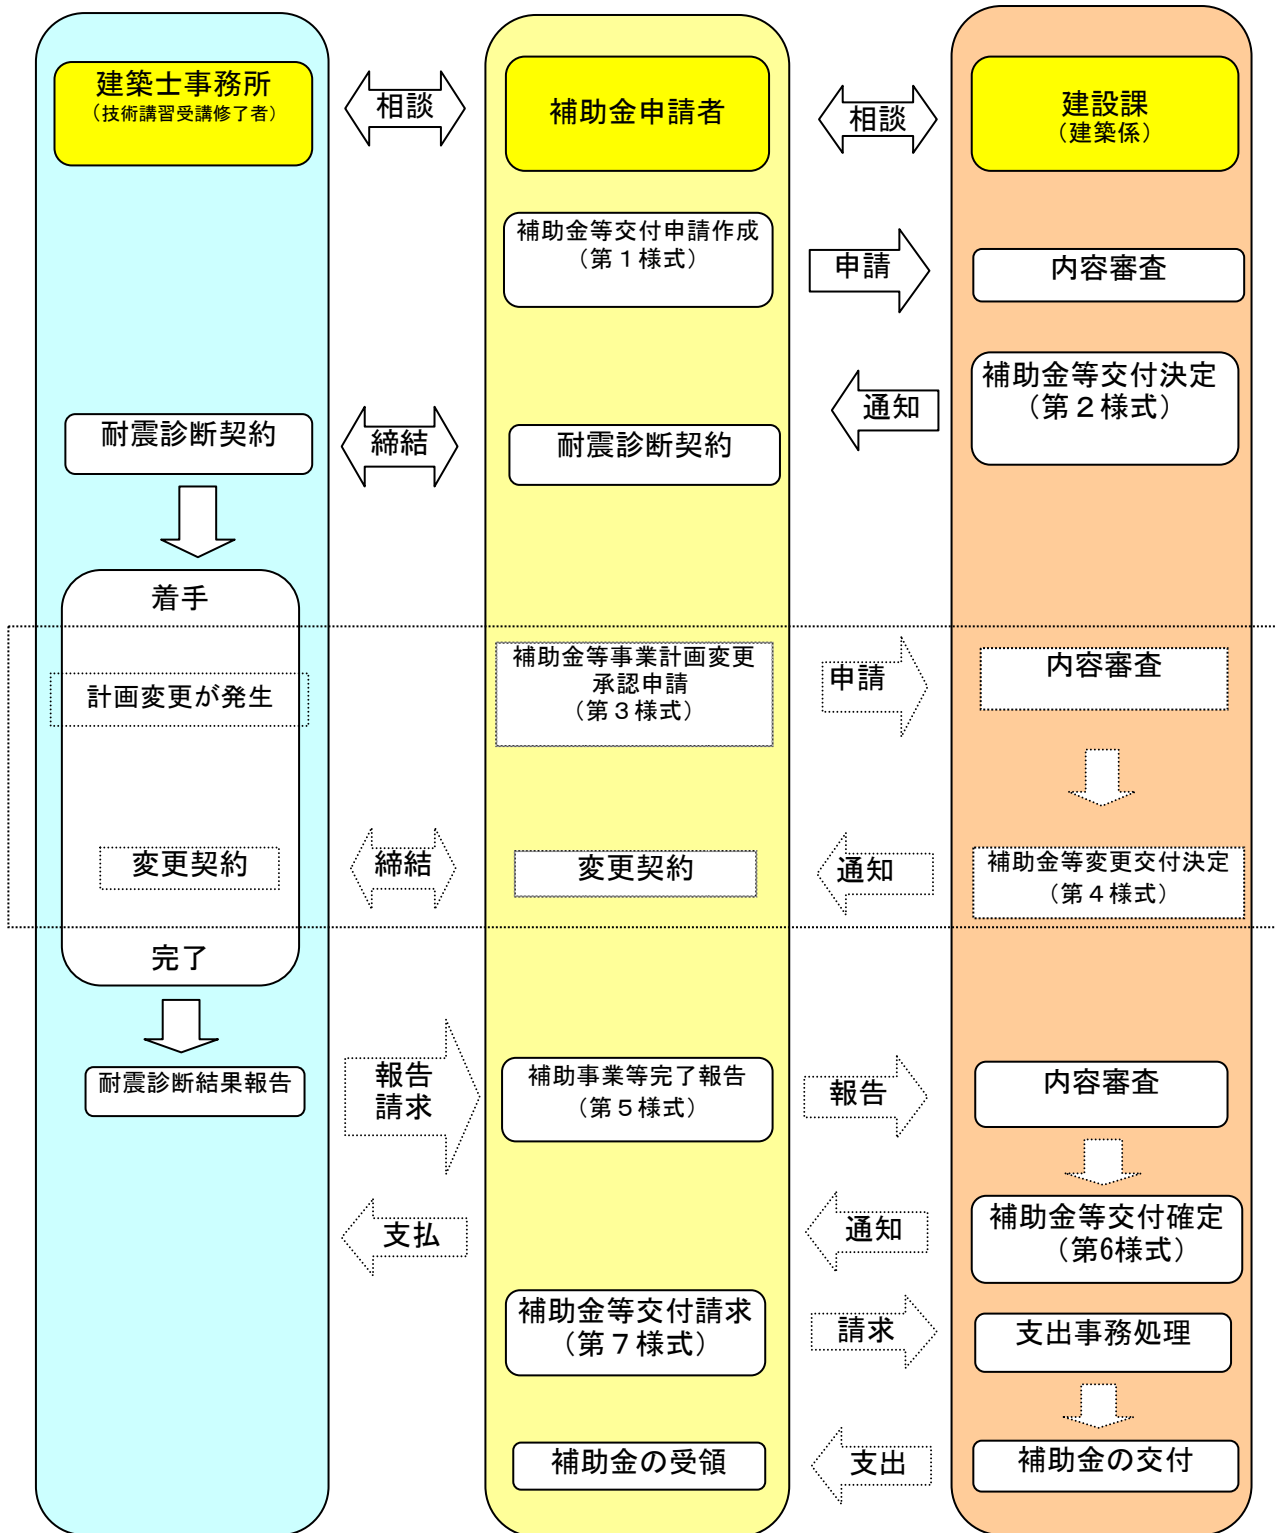 建築士事務所
（技術講習受講修了者）
相談
補助金申請者
相談
建設課
（建築係）
補助金等交付申請作成
（第１様式）
申請
内容審査
補助金等交付決定
（第２様式）
通知
耐震診断契約
締結
耐震診断契約
着手
計画変更が発生
補助金等事業計画変更
承認申請
（第３様式）
申請
内容審査
変更契約
締結
変更契約
通知
補助金等変更交付決定
（第４様式）
完了
耐震診断結果報告
報告
請求
補助事業等完了報告
（第５様式）
報告
内容審査
支払
通知
補助金等交付確定
（第6様式）
補助金等交付請求
（第７様式）
請求
支出事務処理
補助金の受領
支出
補助金の交付